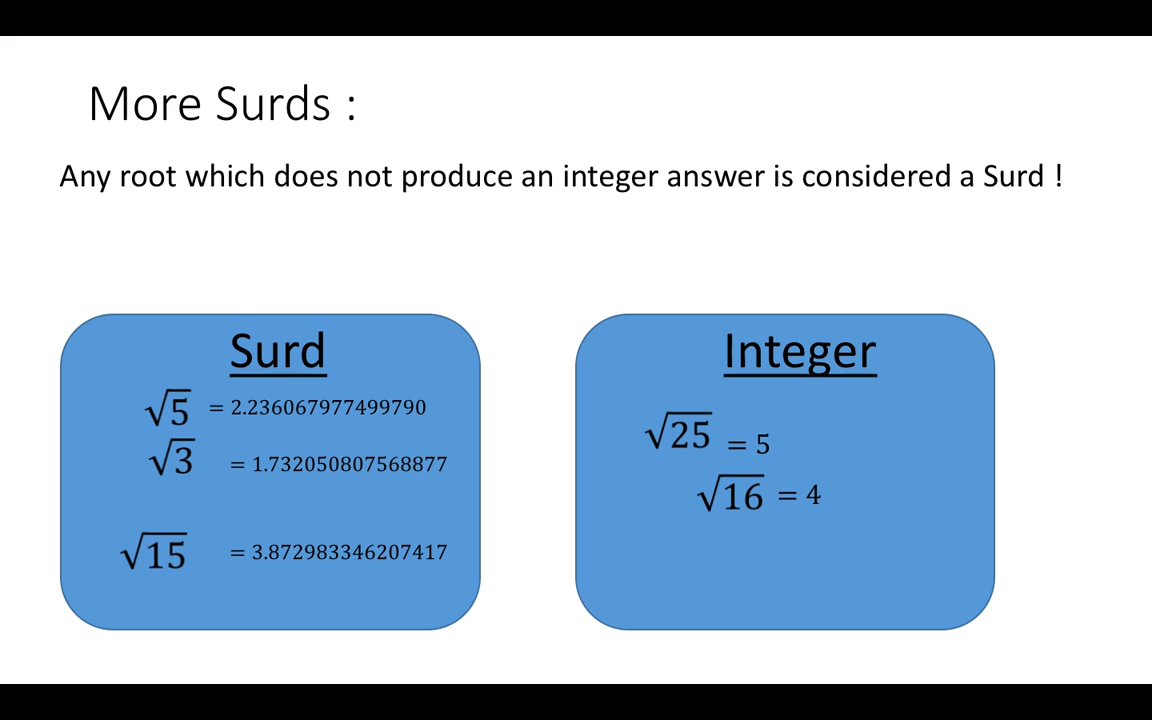 More Surds :
Any root which does not produce an integer answer is considered a Surd !
Surd
√5 = 2.236067977499790
√3 = 1.732050807568877
√15 = 3.872983346207417
Integer
√25 = 5
√16 = 4